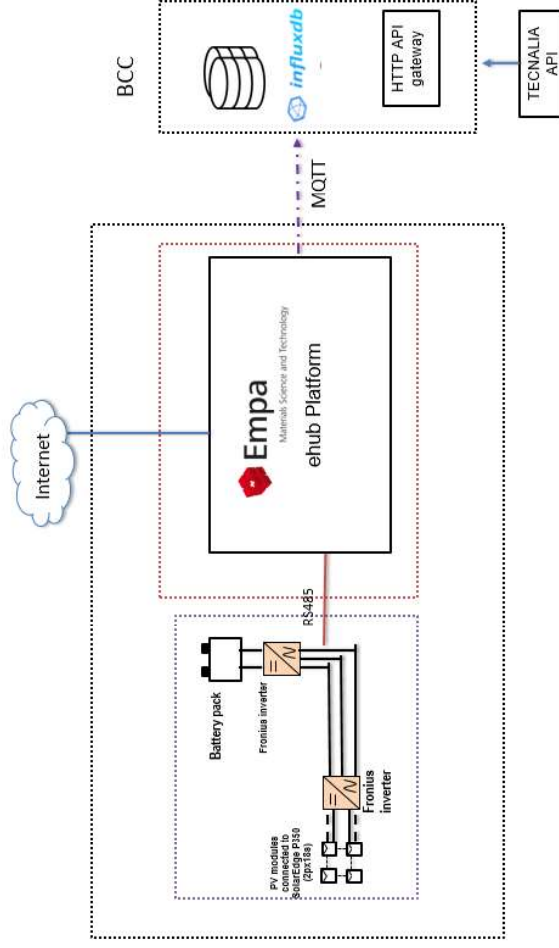 Internet
BCC
Battery pack
Fronius inverter
PV modules
connected to
SolarEdge P350
(2px18s)
Fronius
inverter
RS485
Empa
Materials Science and Technology
ehub Platform
MQTT
influxdb
HTTP API
gateway
TECNALIA
API